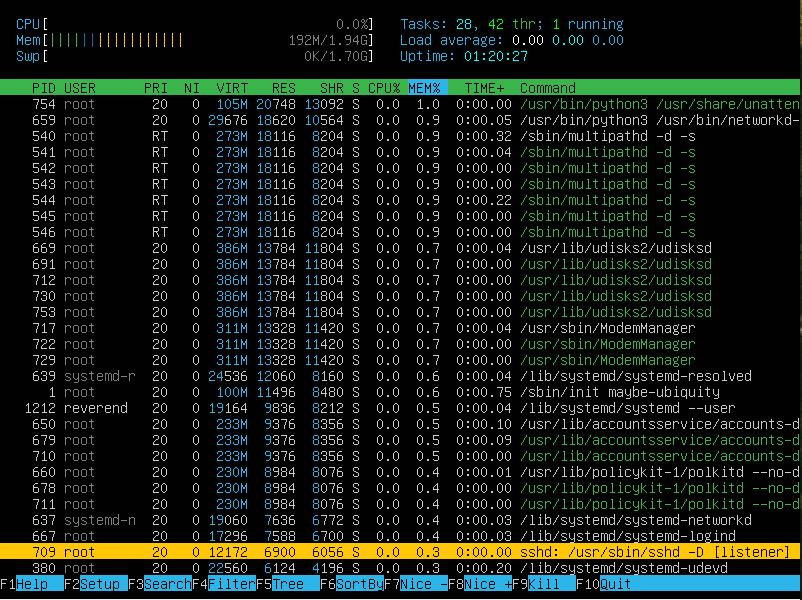 CPU[ 0.0%] Tasks: 28, 42 thr; 1 running
Mem[|||||||||||||||||| 192M/1.94G] Load average: 0.00 0.00 0.00
Swp[ 0K/1.70G] Uptime: 01:20:27
PID USER PRI NI VIRT RES SHR S CPU% MEM% TIME+ Command
754 root 20 0 105M 20748 13092 S 0.0 1.0 0:00.00 /usr/bin/python3 /usr/share/unatten
659 root 20 0 29676 18620 10564 S 0.0 0.9 0:00.05 /usr/bin/python3 /usr/bin/networkd-
540 root RT 0 273M 18116 8204 S 0.0 0.9 0:00.32 /sbin/multipathd -d -s
541 root RT 0 273M 18116 8204 S 0.0 0.9 0:00.00 /sbin/multipathd -d -s
542 root RT 0 273M 18116 8204 S 0.0 0.9 0:00.00 /sbin/multipathd -d -s
543 root RT 0 273M 18116 8204 S 0.0 0.9 0:00.00 /sbin/multipathd -d -s
544 root RT 0 273M 18116 8204 S 0.0 0.9 0:00.22 /sbin/multipathd -d -s
545 root RT 0 273M 18116 8204 S 0.0 0.9 0:00.00 /sbin/multipathd -d -s
546 root RT 0 273M 18116 8204 S 0.0 0.9 0:00.00 /sbin/multipathd -d -s
669 root 20 0 386M 13784 11804 S 0.0 0.7 0:00.04 /usr/lib/udisks2/udisksd
691 root 20 0 386M 13784 11804 S 0.0 0.7 0:00.00 /usr/lib/udisks2/udisksd
712 root 20 0 386M 13784 11804 S 0.0 0.7 0:00.00 /usr/lib/udisks2/udisksd
730 root 20 0 386M 13784 11804 S 0.0 0.7 0:00.00 /usr/lib/udisks2/udisksd
753 root 20 0 386M 13784 11804 S 0.0 0.7 0:00.00 /usr/lib/udisks2/udisksd
717 root 20 0 311M 13328 11420 S 0.0 0.7 0:00.04 /usr/sbin/ModemManager
722 root 20 0 311M 13328 11420 S 0.0 0.7 0:00.00 /usr/sbin/ModemManager
729 root 20 0 311M 13328 11420 S 0.0 0.7 0:00.00 /usr/sbin/ModemManager
639 systemd-r 20 0 24536 12060 8160 S 0.0 0.6 0:00.04 /lib/systemd/systemd-resolved
1 root 20 0 100M 11496 8480 S 0.0 0.6 0:00.75 /sbin/init maybe-ubiquity
1212 reverend 20 0 19164 9836 8212 S 0.0 0.5 0:00.04 /lib/systemd/systemd --user
650 root 20 0 233M 9376 8356 S 0.0 0.5 0:00.10 /usr/lib/accountsservice/accounts-d
679 root 20 0 233M 9376 8356 S 0.0 0.5 0:00.09 /usr/lib/accountsservice/accounts-d
710 root 20 0 233M 9376 8356 S 0.0 0.5 0:00.00 /usr/lib/accountsservice/accounts-d
660 root 20 0 230M 8984 8076 S 0.0 0.4 0:00.01 /usr/lib/policykit-1/polkitd --no-d
678 root 20 0 230M 8984 8076 S 0.0 0.4 0:00.00 /usr/lib/policykit-1/polkitd --no-d
711 root 20 0 230M 8984 8076 S 0.0 0.4 0:00.00 /usr/lib/policykit-1/polkitd --no-d
637 systemd-n 20 0 19060 7636 6772 S 0.0 0.4 0:00.03 /lib/systemd/systemd-networkd
667 root 20 0 17296 7588 6700 S 0.0 0.4 0:00.03 /lib/systemd/systemd-logind
709 root 20 0 12172 6900 6056 S 0.0 0.3 0:00.00 sshd: /usr/sbin/sshd -D [listener]
380 root 20 0 22560 6124 4196 S 0.0 0.3 0:00.20 /lib/systemd/systemd-udevd
F1Help F2Setup F3SearchF4FilterF5Tree F6SortByF7Nice -F8Nice +F9Kill F10Quit